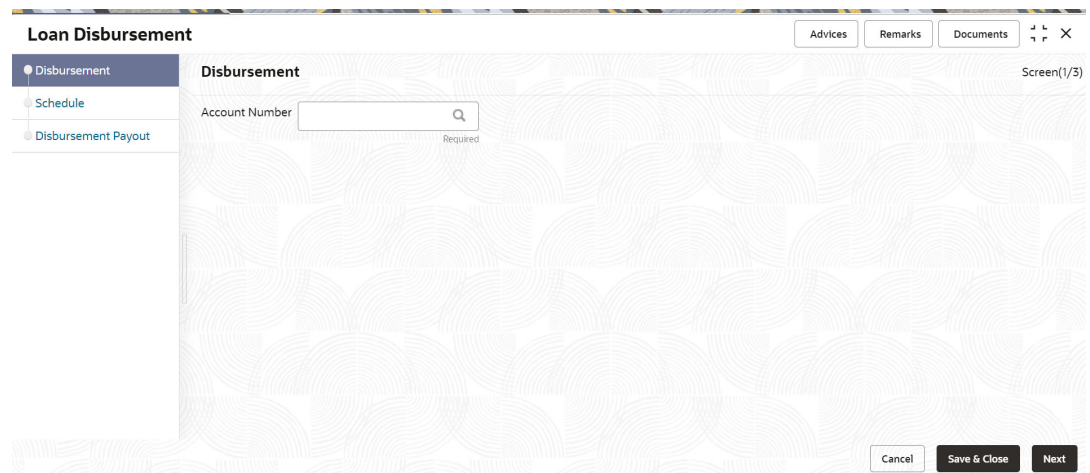 Loan Disbursement
Advices
Remarks
Documents
Disbursement
Schedule
Disbursement Payout
Disbursement
Screen(1/3)
Account Number
Required
Cancel
Save & Close
Next